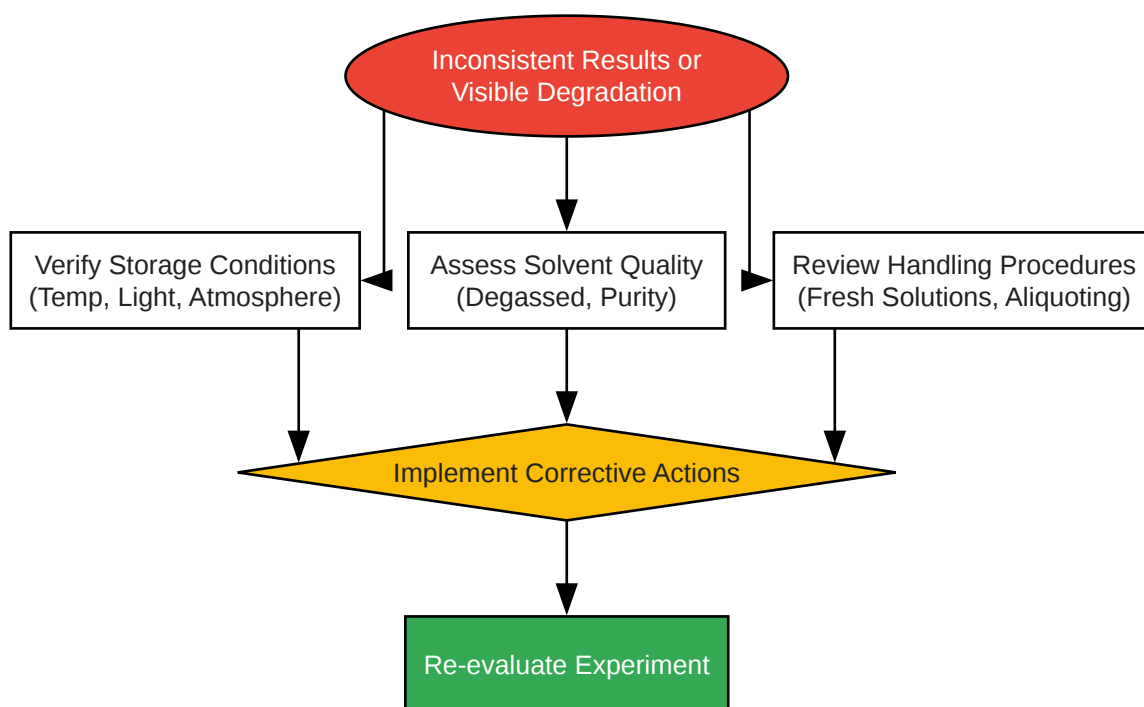 Inconsistent Results or
Visible Degradation
Verify Storage Conditions
(Temp, Light, Atmosphere)
Assess Solvent Quality
(Degassed, Purity)
Review Handling Procedures
(Fresh Solutions, Aliquoting)
Implement Corrective Actions
Re-evaluate Experiment